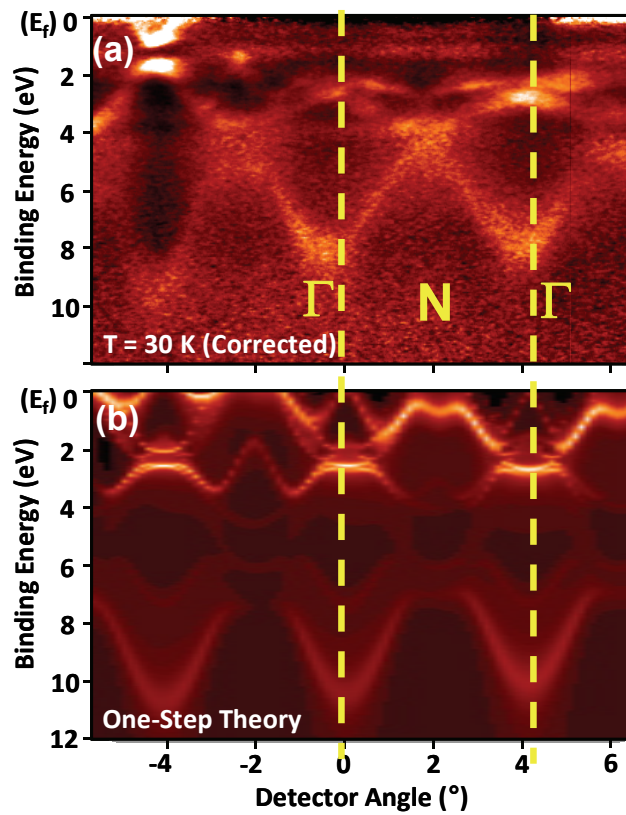 (Ef) 0
(a)
2
4
6
8
10
Binding Energy (eV)
Γ N Γ
T = 30 K (Corrected)
(Ef) 0
(b)
2
4
6
8
10
12
Binding Energy (eV)
One-Step Theory
-4 -2 0 2 4 6
Detector Angle (°)